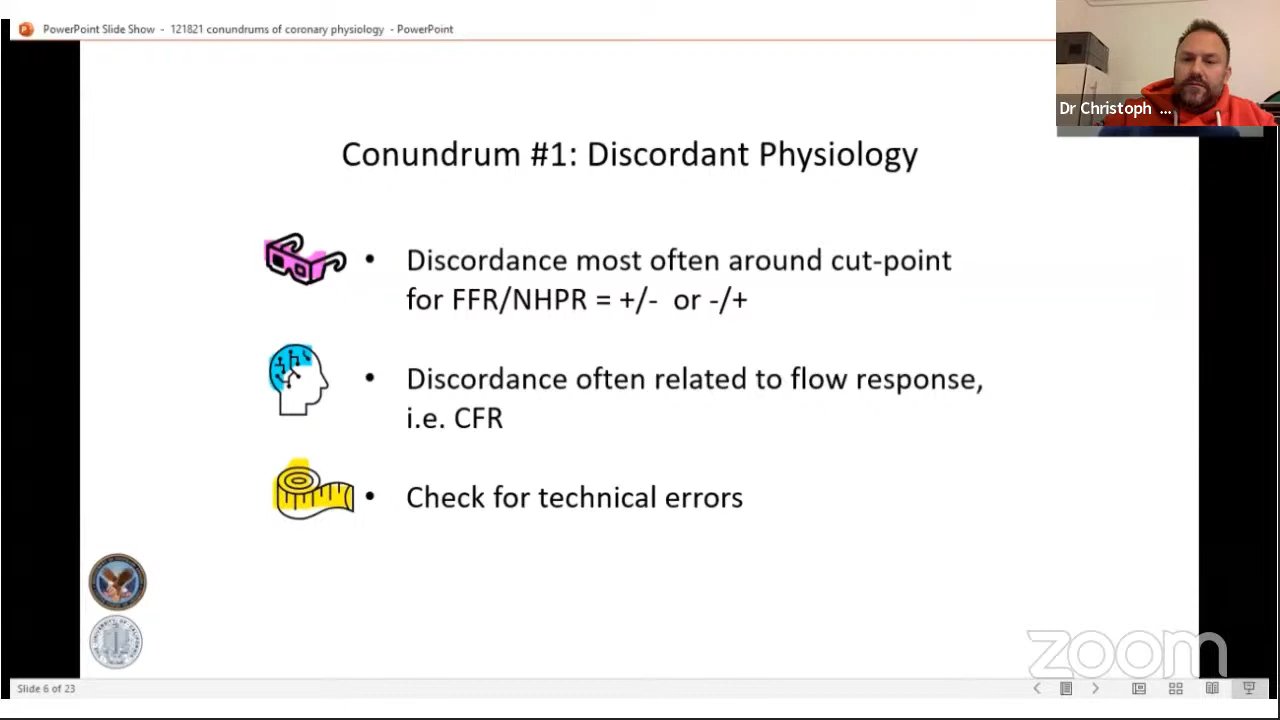 PowerPoint Slide Show - 121821 conundrums of coronary physiology - PowerPoint
Dr Christoph ...
Conundrum #1: Discordant Physiology
• Discordance most often around cut-point
for FFR/NHPR = +/- or -/+
• Discordance often related to flow response,
i.e. CFR
• Check for technical errors
zoom
Slide 6 of 23